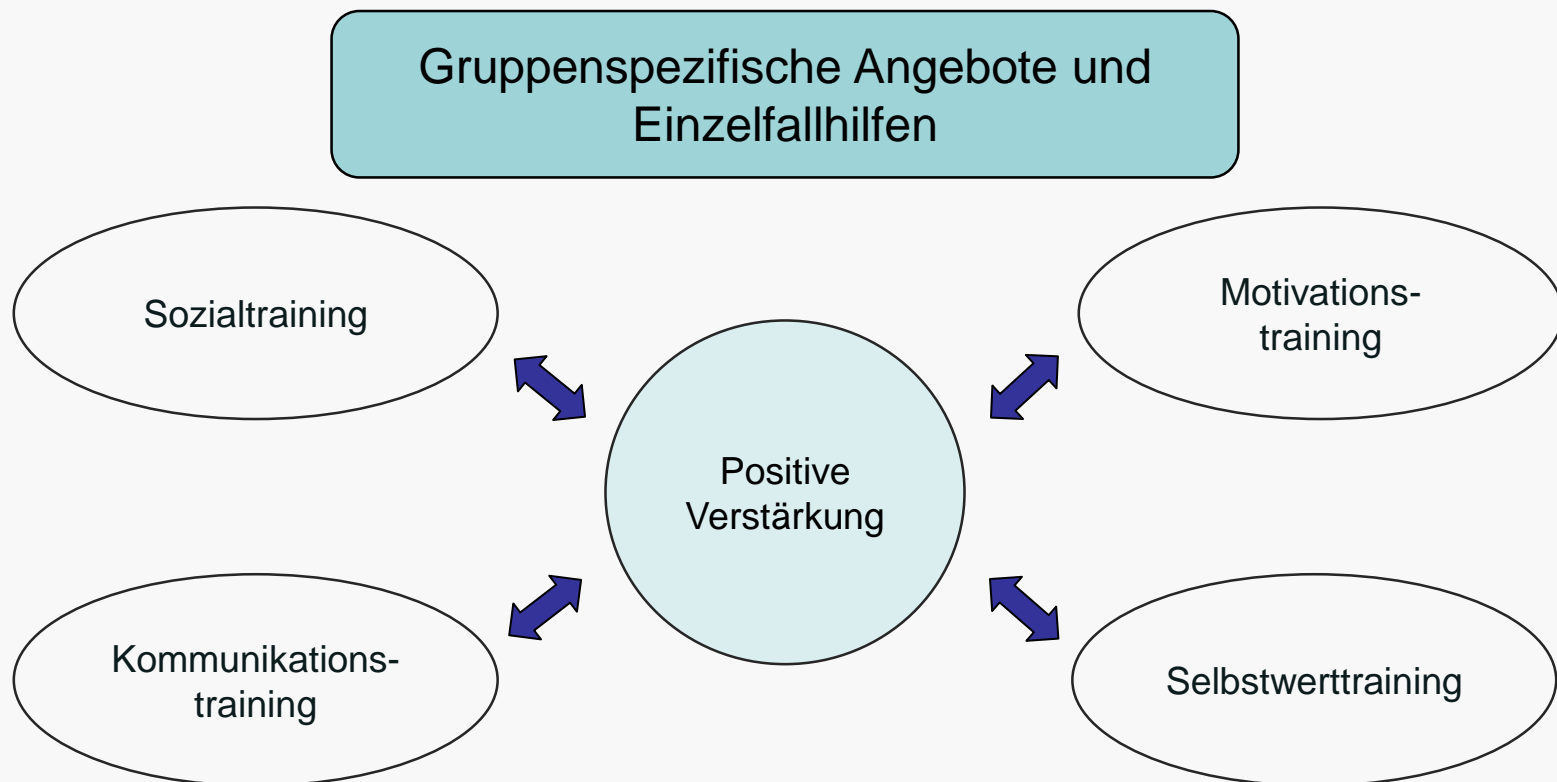 Gruppenspezifische Angebote und
Einzelfallhilfen
Sozialtraining
Motivations-
training
Positive
Verstärkung
Kommunikations-
training
Selbstwerttraining